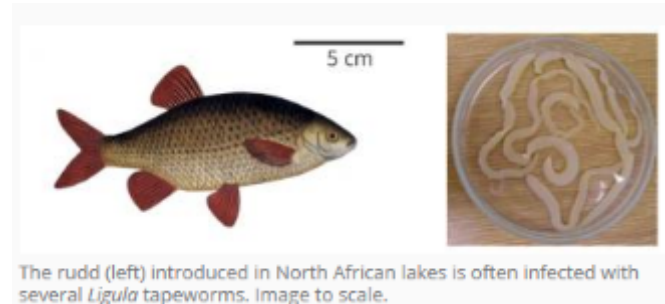 5 cm
The rudd (left) introduced in North African lakes is often infected with
several Ligula tapeworms. Image to scale.